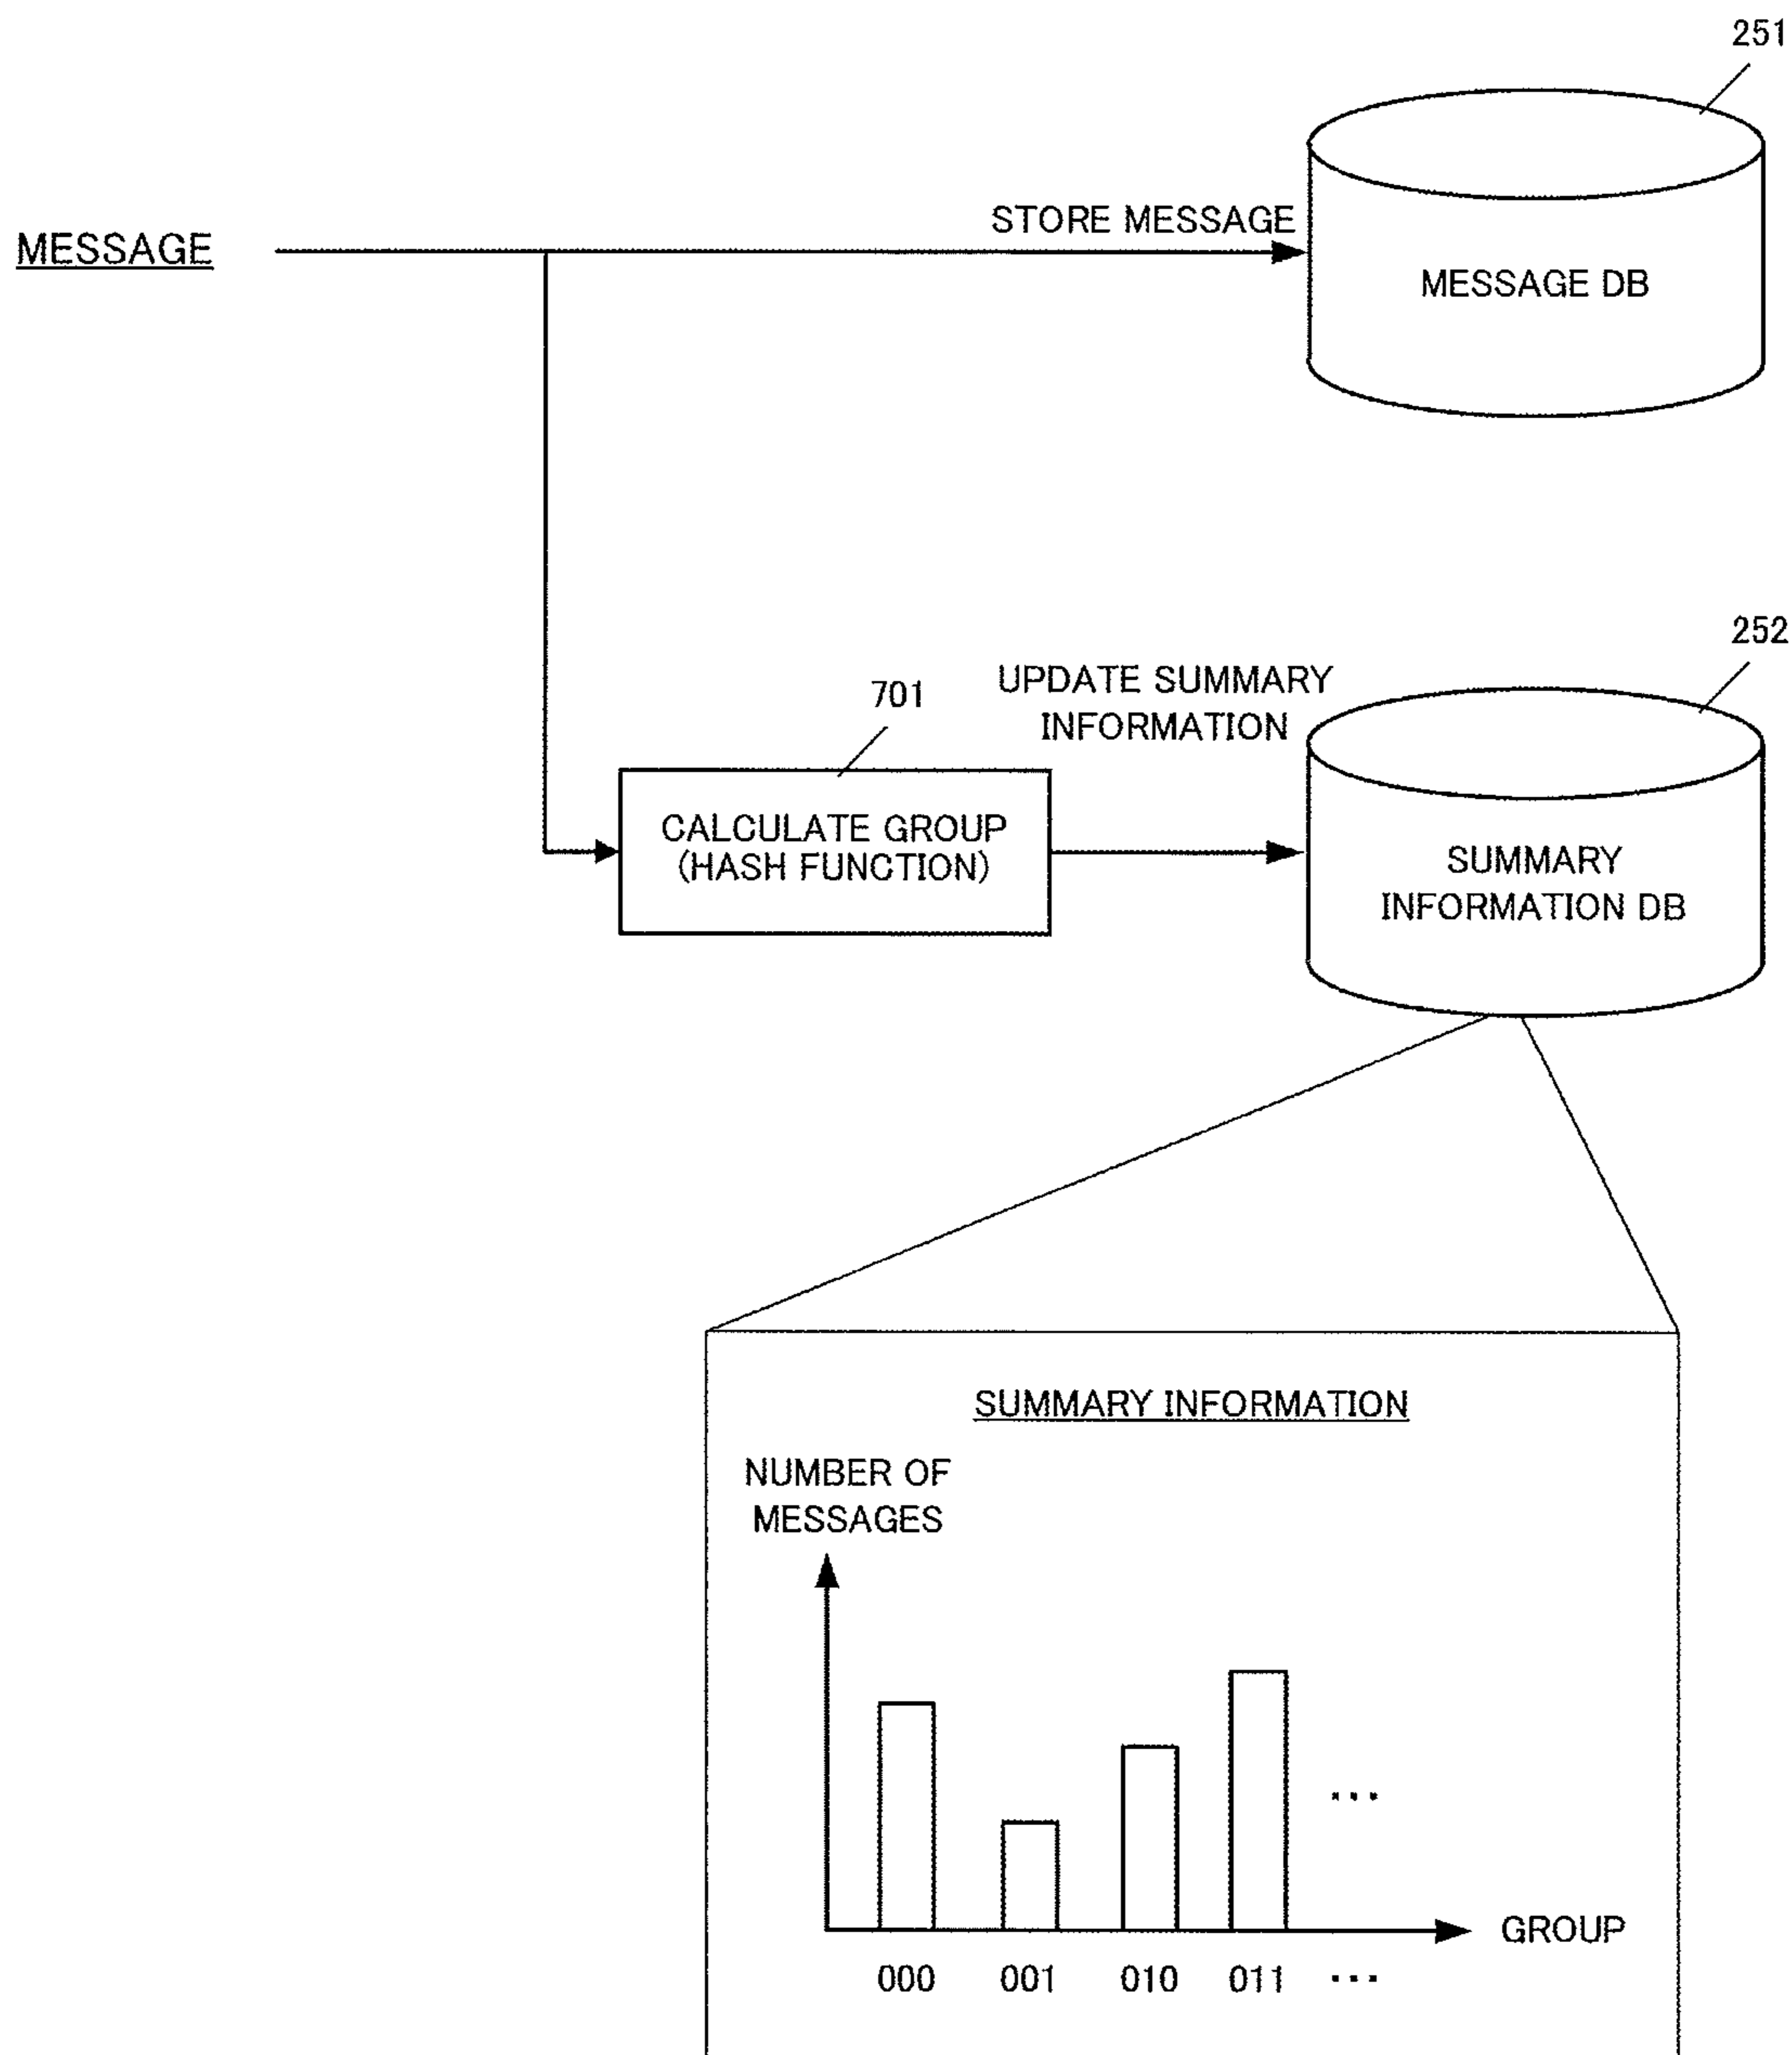 251
STORE MESSAGE
MESSAGE
MESSAGE DB
252
UPDATE SUMMARY
INFORMATION
701
CALCULATE GROUP
(HASH FUNCTION)
SUMMARY
INFORMATION DB
SUMMARY INFORMATION
NUMBER OF
MESSAGES
...
GROUP
000 001 010 011 ...